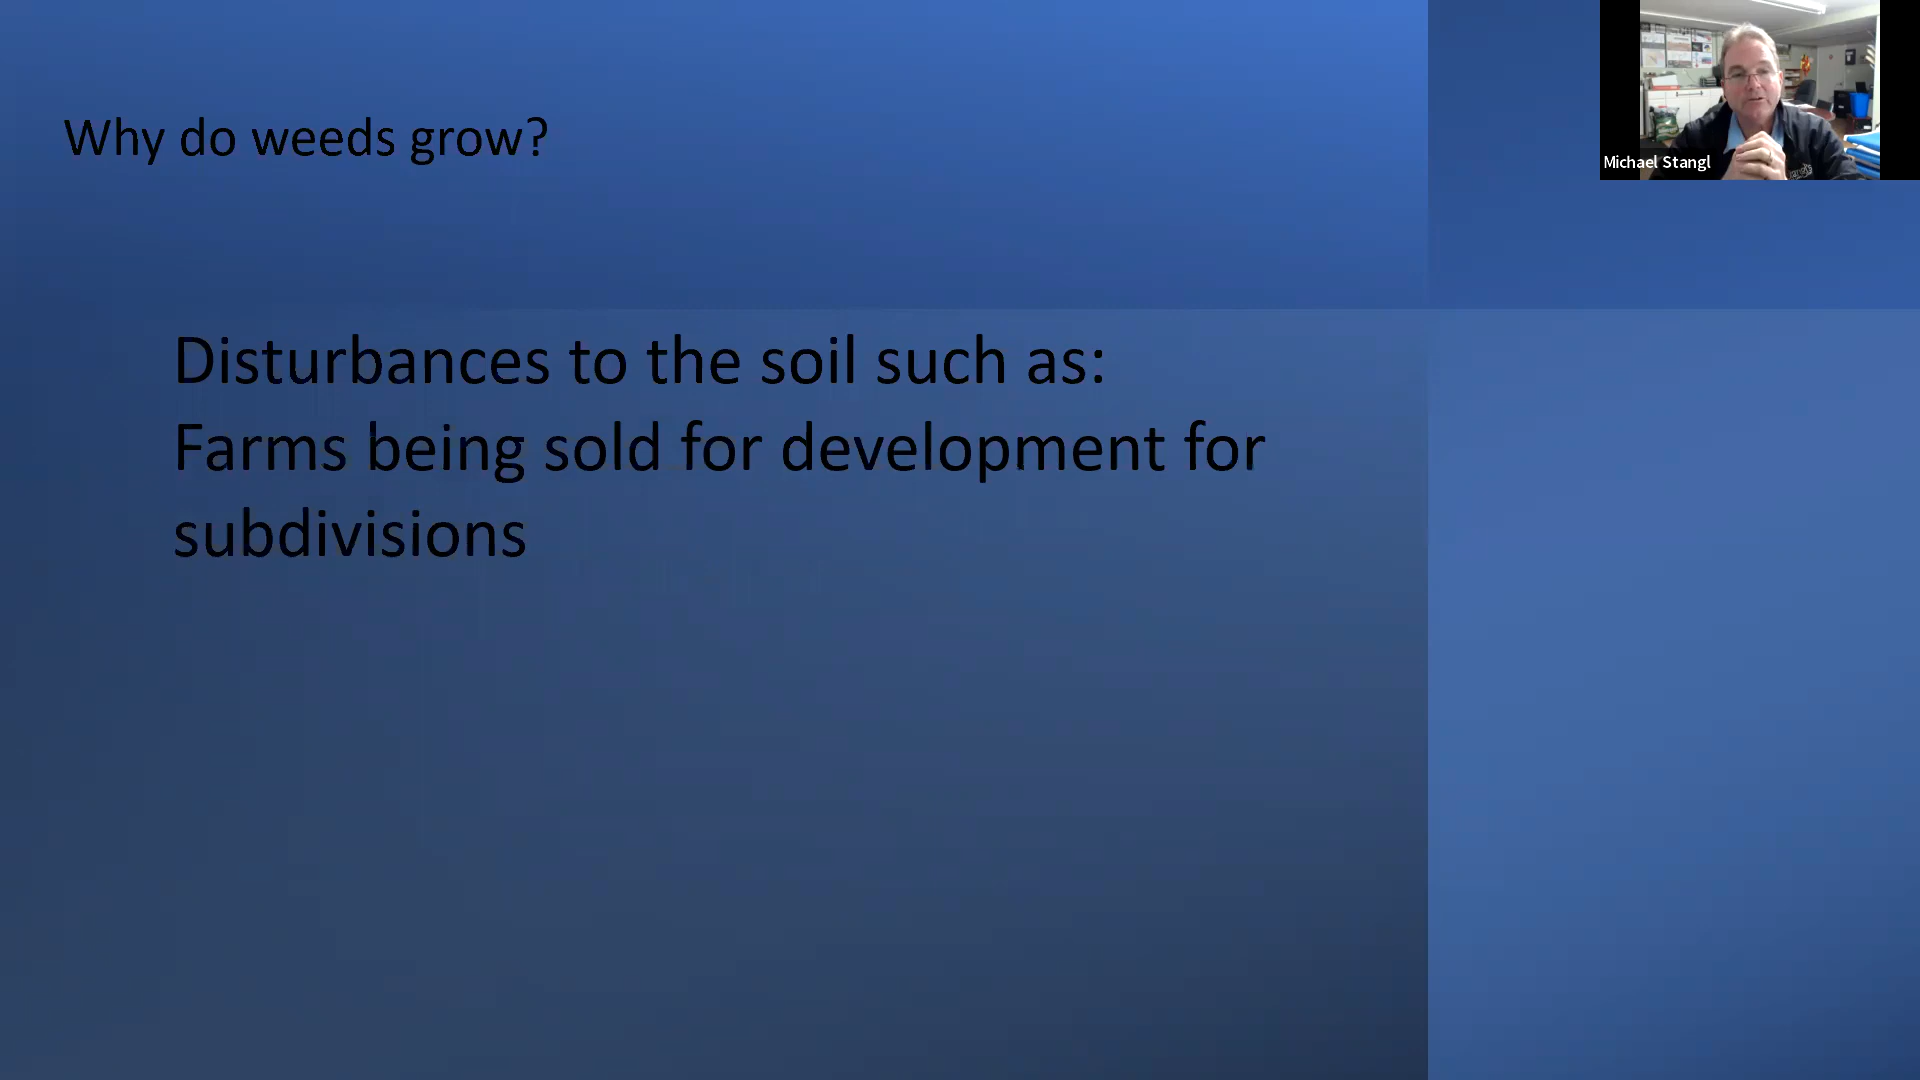 Why do weeds grow?
Michael Stangl
Disturbances to the soil such as:
Farms being sold for development for
subdivisions